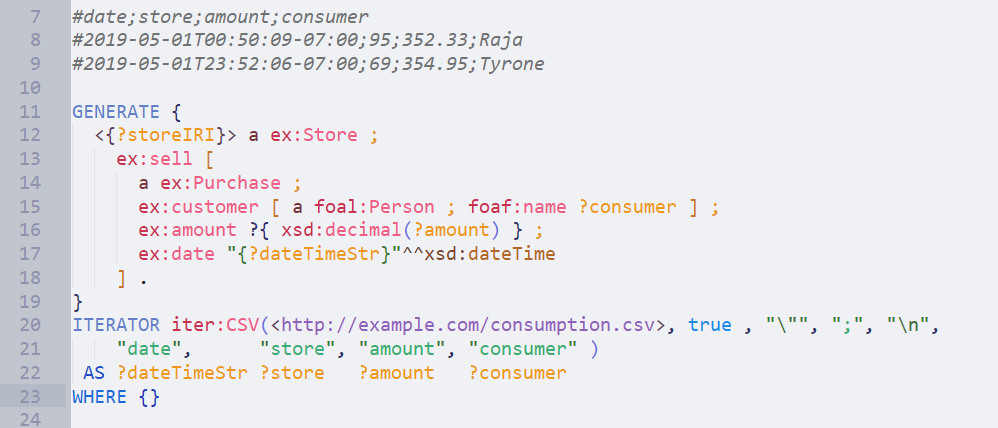 7 #date;store;amount;consumer
8 #2019-05-01T00:50:09-07:00;95;352.33;Raja
9 #2019-05-01T23:52:06-07:00;69;354.95;Tyrone
10
11 GENERATE {
12   <{?storeIRI}> a ex:Store ;
13     ex:sell [
14       a ex:Purchase ;
15       ex:customer [ a foal:Person ; foaf:name ?consumer ] ;
16       ex:amount ?{ xsd:decimal(?amount) } ;
17       ex:date "{?dateTimeStr}"^^xsd:dateTime
18     ] .
19 }
20 ITERATOR iter:CSV(<http://example.com/consumption.csv>, true , "\"", ";", "\n",
21     "date",      "store", "amount", "consumer" )
22  AS ?dateTimeStr ?store   ?amount   ?consumer
23 WHERE {}
24